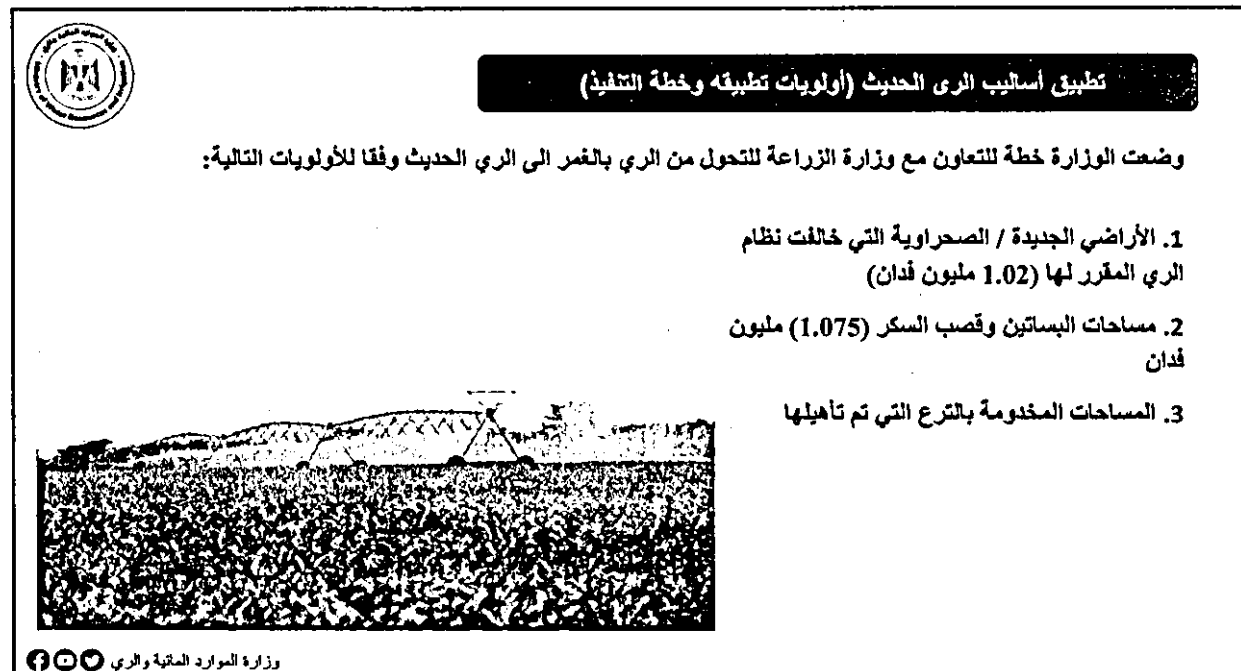 تطبيق أساليب الرى الحديث (أولويات تطبيقه وخطة التنفيذ)
وضعت الوزارة خطة للتعاون مع وزارة الزراعة للتحول من الري بالغمر الى الري الحديث وفقا للأولويات التالية:
1. الأراضي الجديدة / الصحراوية التي خالفت نظام
الري المقرر لها (1.02 مليون فدان)
2. مساحات البساتين وقصب السكر (1.075) مليون
فدان
3. المساحات المخدومة بالترع التي تم تأهيلها
وزارة الموارد المائية والري